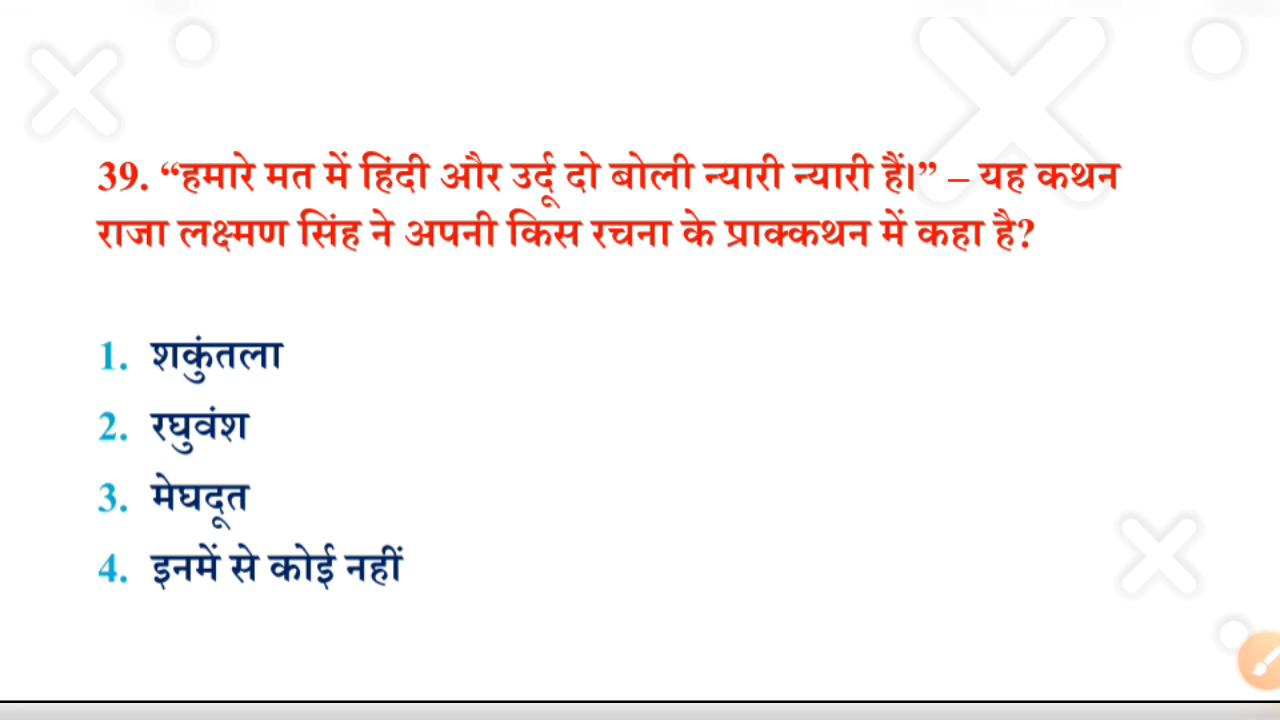 39. “हमारे मत में हिंदी और उर्दू दो बोली न्यारी न्यारी हैं।” – यह कथन
राजा लक्ष्मण सिंह ने अपनी किस रचना के प्राक्कथन में कहा है?
1. शकुंतला
2. रघुवंश
3. मेघदूत
4. इनमें से कोई नहीं